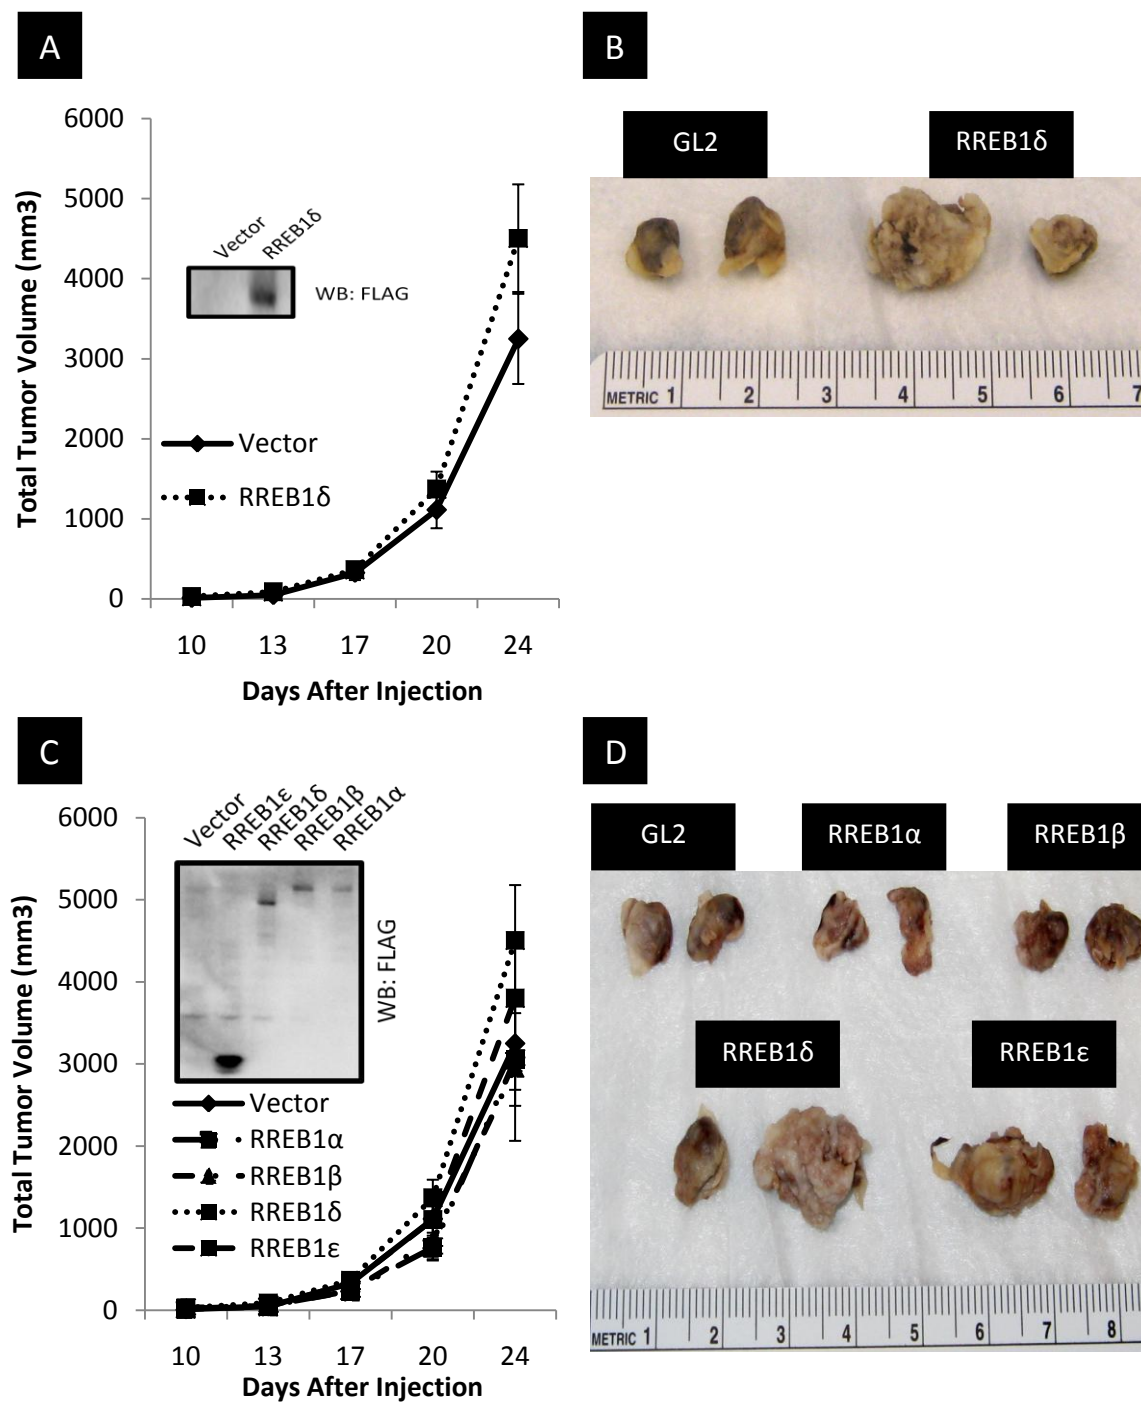 A
6000
5000
4000
3000
2000
1000
0
Total Tumor Volume (mm3)
Vector
RREB1δ
WB: FLAG
Vector
RREB1δ
10 13 17 20 24
Days After Injection
B
GL2 RREB1δ
METRIC 1 2 3 4 5 6 7
C
6000
5000
4000
3000
2000
1000
0
Total Tumor Volume (mm3)
Vector
RREB1ε
RREB1δ
RREB1β
RREB1α
WB: FLAG
Vector
RREB1α
RREB1β
RREB1δ
RREB1ε
10 13 17 20 24
Days After Injection
D
GL2 RREB1α RREB1β
RREB1δ RREB1ε
METRIC 1 2 3 4 5 6 7 8